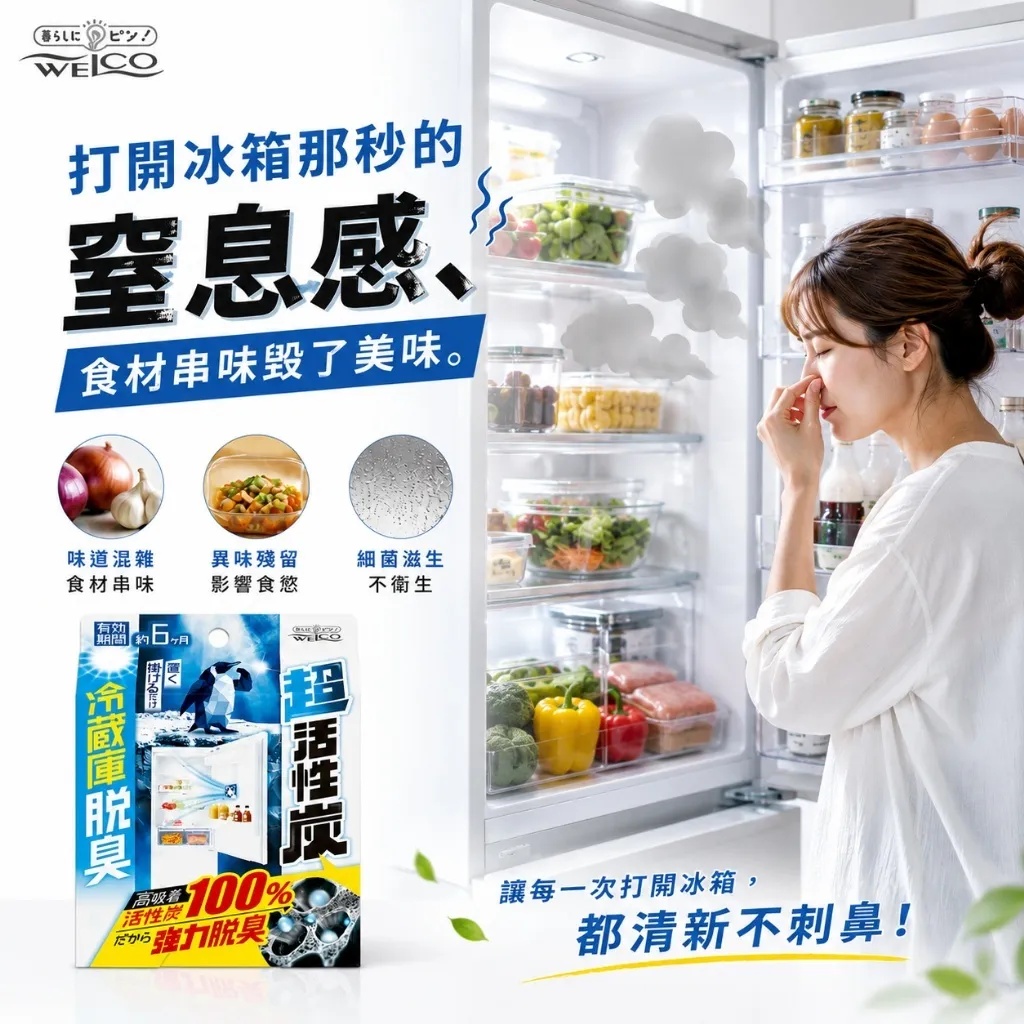 暮らしに ピン!
WELCO
打開冰箱那秒的
窒息感、
食材串味毀了美味。
味道混雜
食材串味
異味殘留
影響食慾
細菌滋生
不衛生
有効期間 約6ヶ月
暮らしに ピン!
WELCO
置く
掛けるだけ
冷蔵庫脱臭
超活性炭
高吸着
活性炭100%
だから強力脱臭
讓每一次打開冰箱，
都清新不刺鼻!